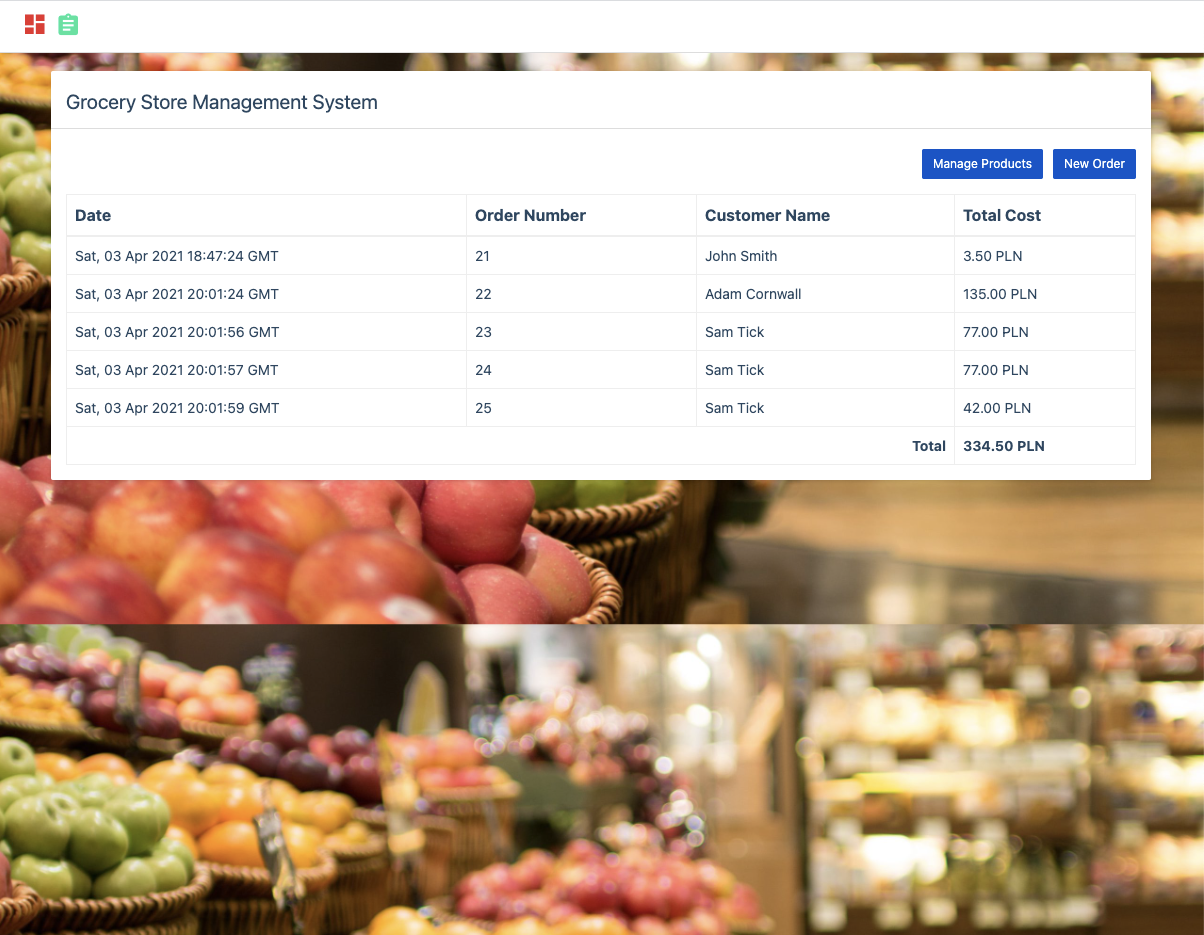 Grocery Store Management System
Manage Products New Order
Date Order Number Customer Name Total Cost
Sat, 03 Apr 2021 18:47:24 GMT 21 John Smith 3.50 PLN
Sat, 03 Apr 2021 20:01:24 GMT 22 Adam Cornwall 135.00 PLN
Sat, 03 Apr 2021 20:01:56 GMT 23 Sam Tick 77.00 PLN
Sat, 03 Apr 2021 20:01:57 GMT 24 Sam Tick 77.00 PLN
Sat, 03 Apr 2021 20:01:59 GMT 25 Sam Tick 42.00 PLN
Total 334.50 PLN